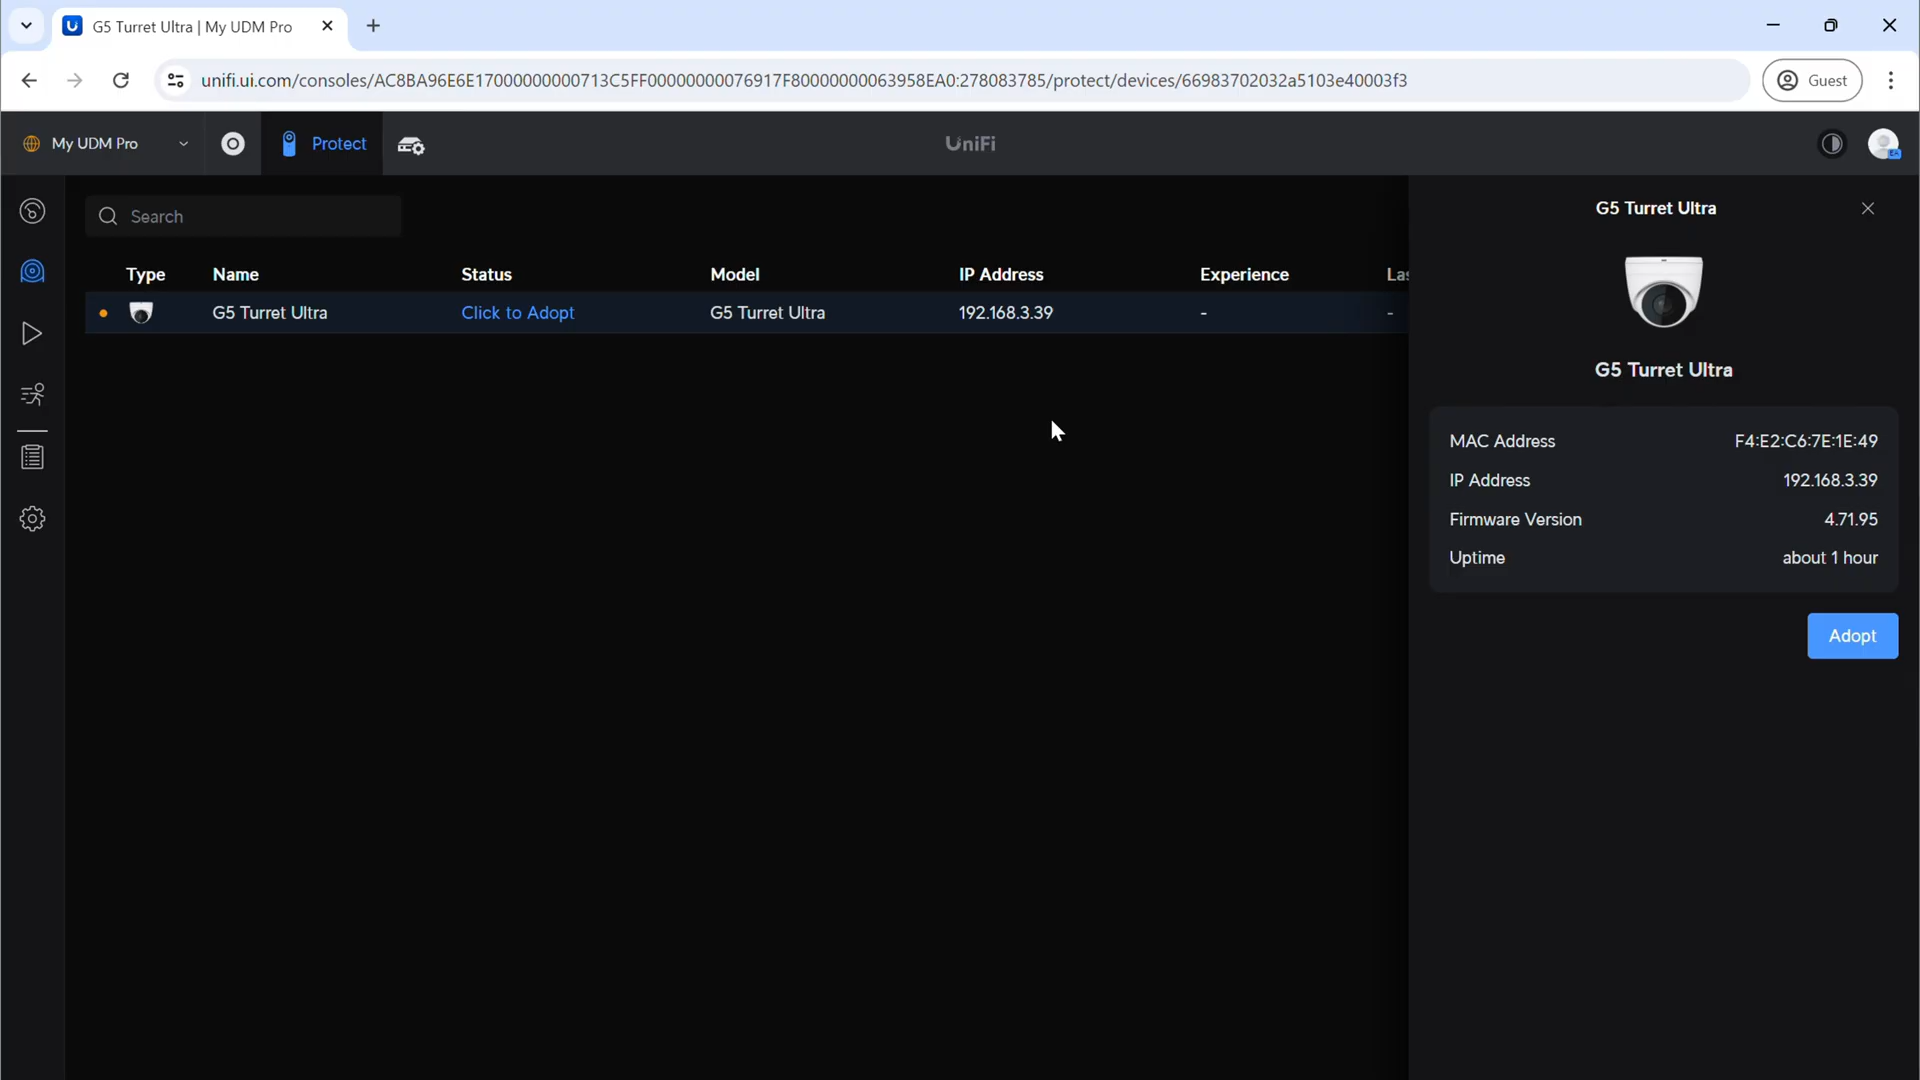 G5 Turret Ultra | My UDM Pro
unifi.ui.com/consoles/AC8BA96E6E17000000000713C5FF00000000076917F80000000063958EA0:278083785/protect/devices/66983702032a5103e40003f3
Guest
My UDM Pro
Protect
UniFi
Search
G5 Turret Ultra
Type Name Status Model IP Address Experience Las
G5 Turret Ultra Click to Adopt G5 Turret Ultra 192.168.3.39 - -
G5 Turret Ultra
MAC Address F4:E2:C6:7E:1E:49
IP Address 192.168.3.39
Firmware Version 4.71.95
Uptime about 1 hour
Adopt